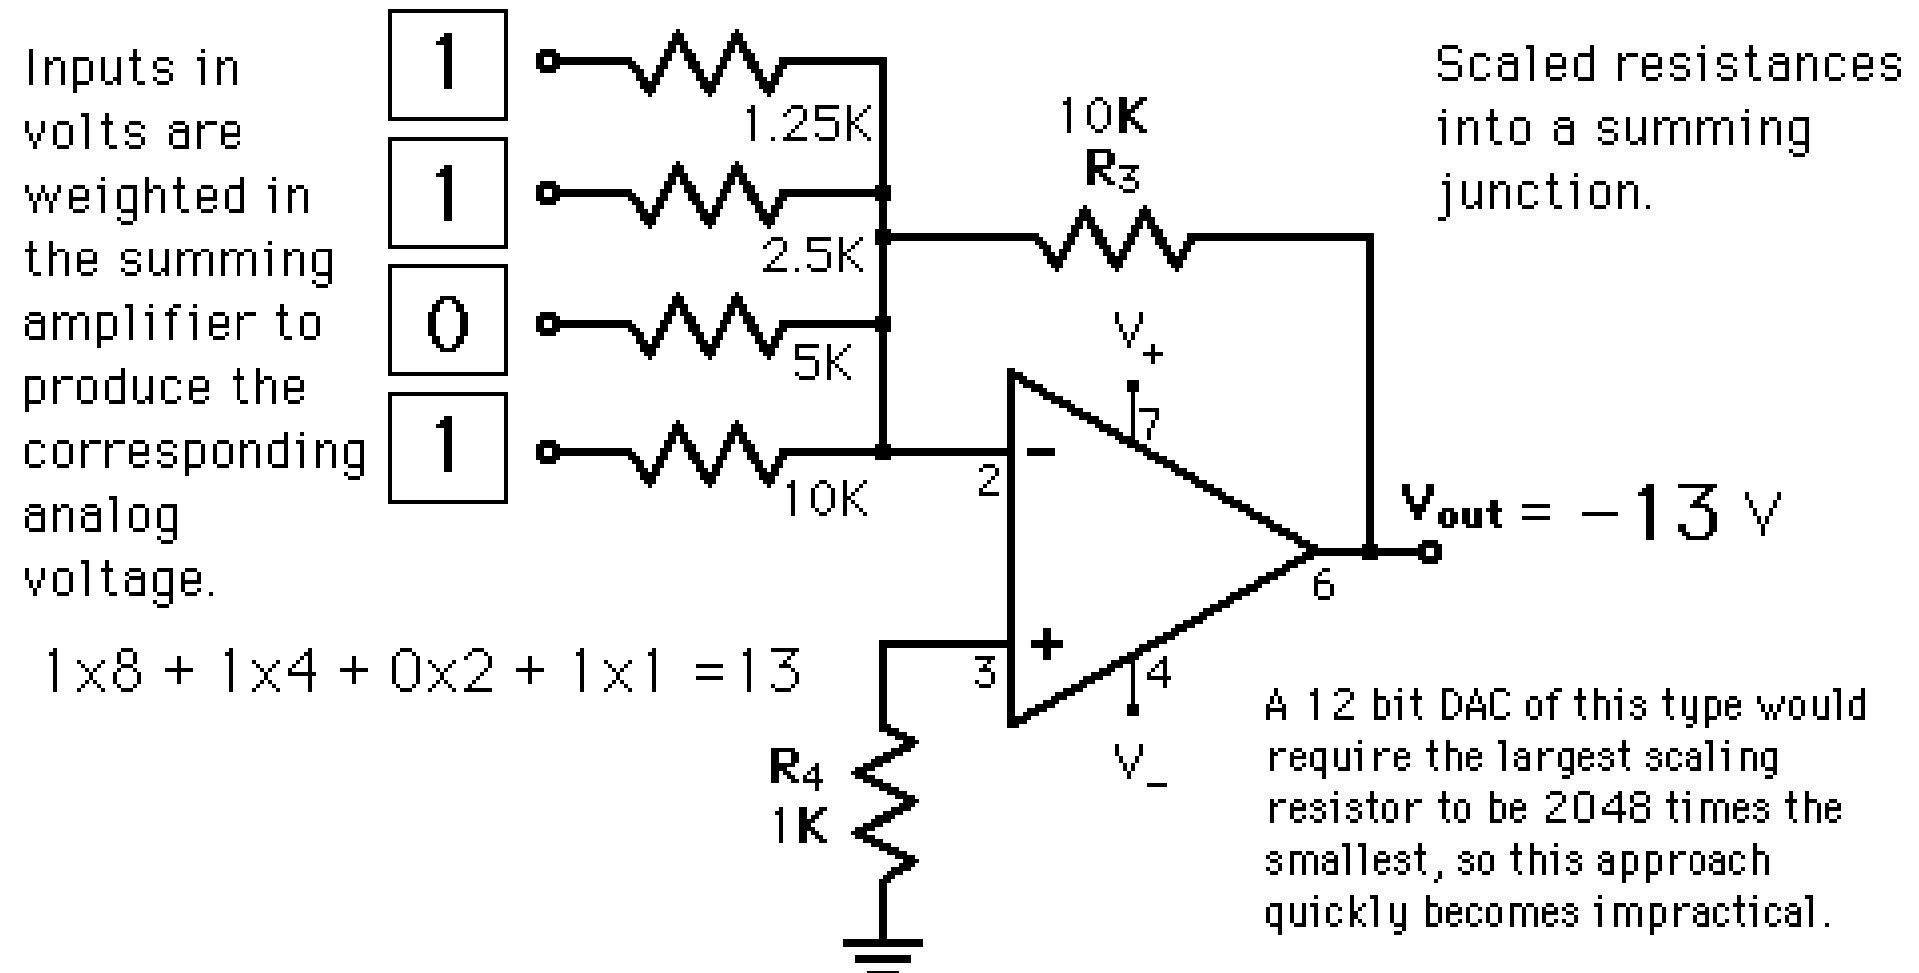 Inputs in
volts are
weighted in
the summing
amplifier to
produce the
corresponding
analog
voltage.
1
1
0
1
1.25K
2.5K
5K
10K
10K
R3
Scaled resistances
into a summing
junction.
V+
7
2
−
6
Vout = −13 V
3
+
4
V−
1x8 + 1x4 + 0x2 + 1x1 =13
R4
1K
A 12 bit DAC of this type would
require the largest scaling
resistor to be 2048 times the
smallest, so this approach
quickly becomes impractical.